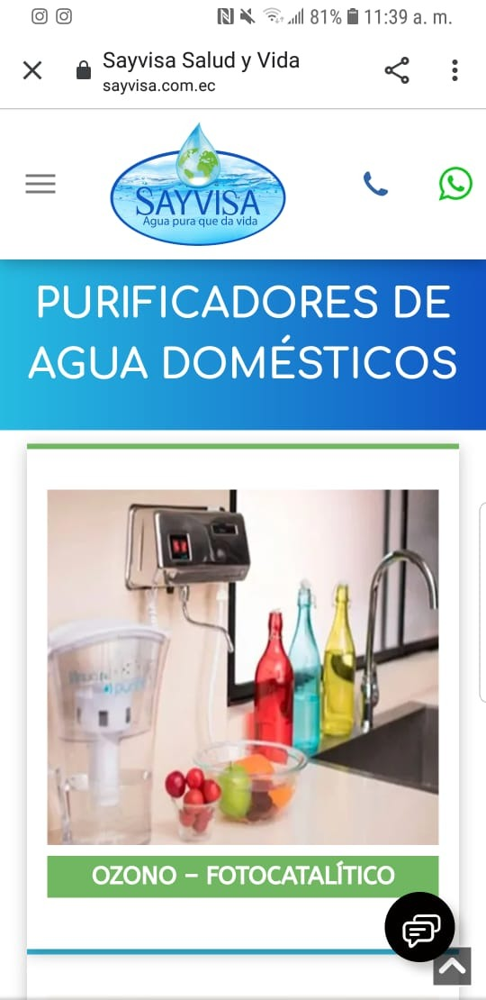 81% 11:39 a. m.
Sayvisa Salud y Vida
sayvisa.com.ec
SAYVISA
Agua pura que da vida
PURIFICADORES DE
AGUA DOMÉSTICOS
OZONO – FOTOCATALÍTICO